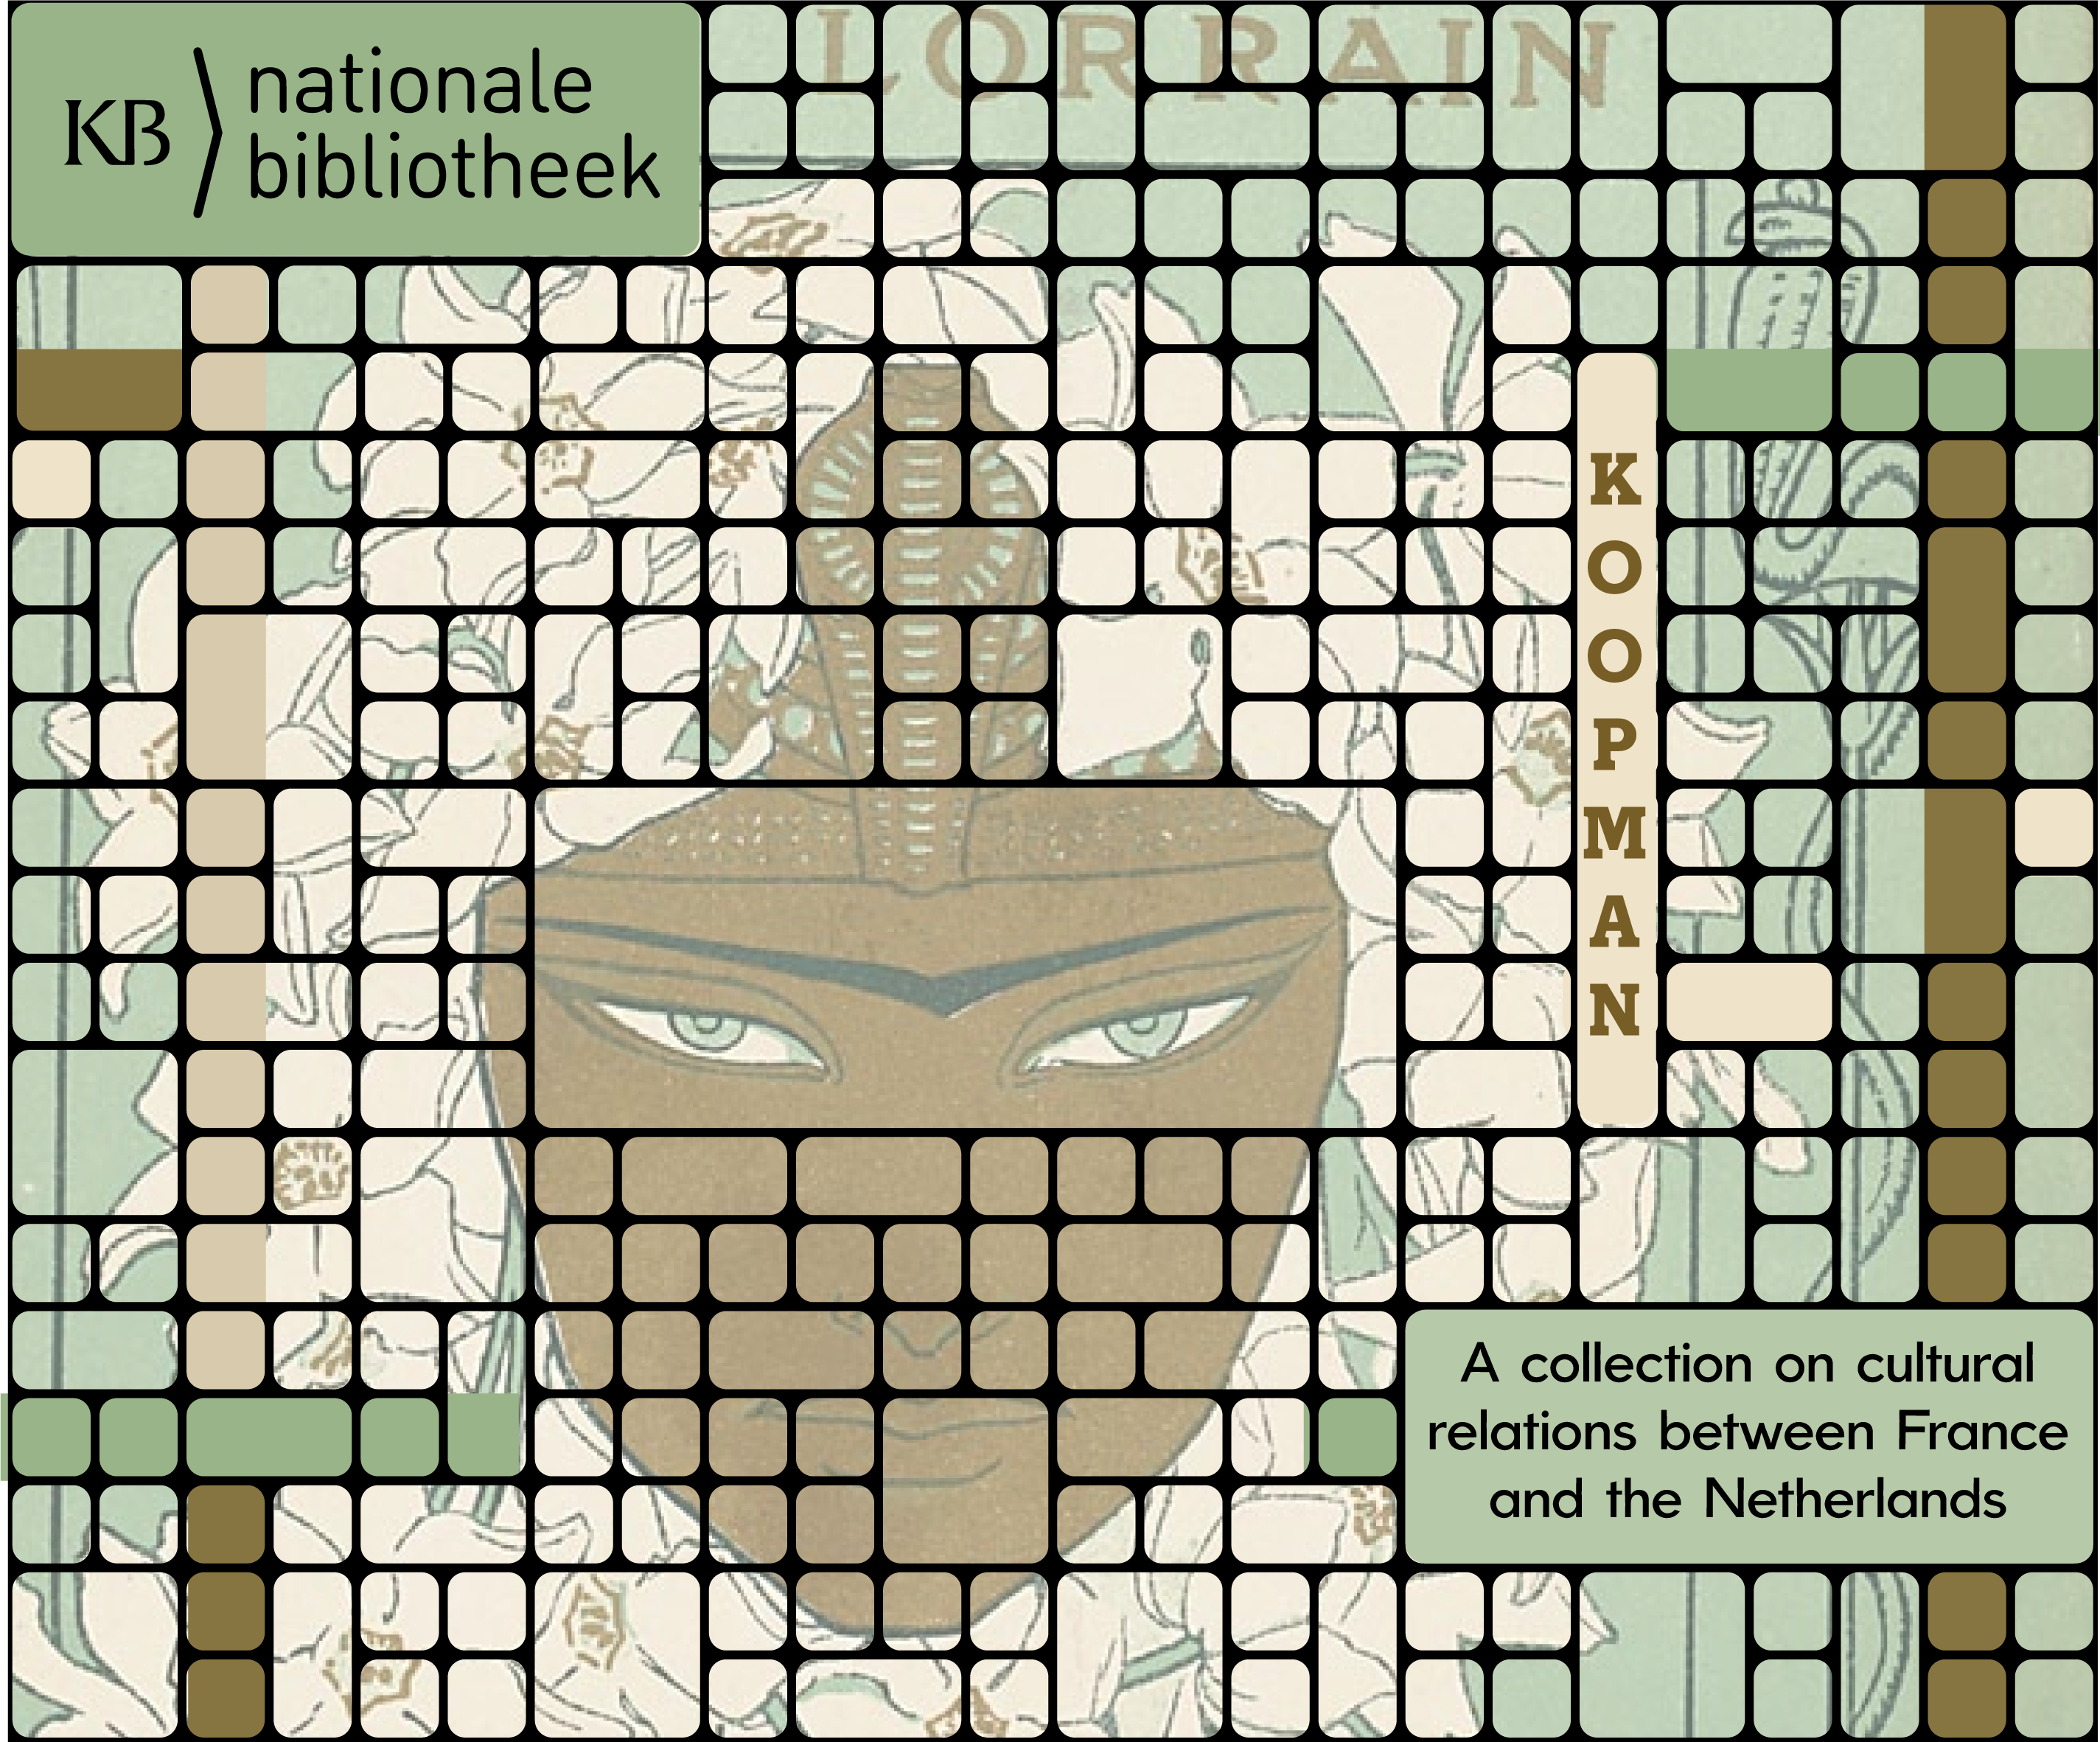 KB
nationale
bibliotheek
LORRAIN
KOOPMAN
A collection on cultural
relations between France
and the Netherlands